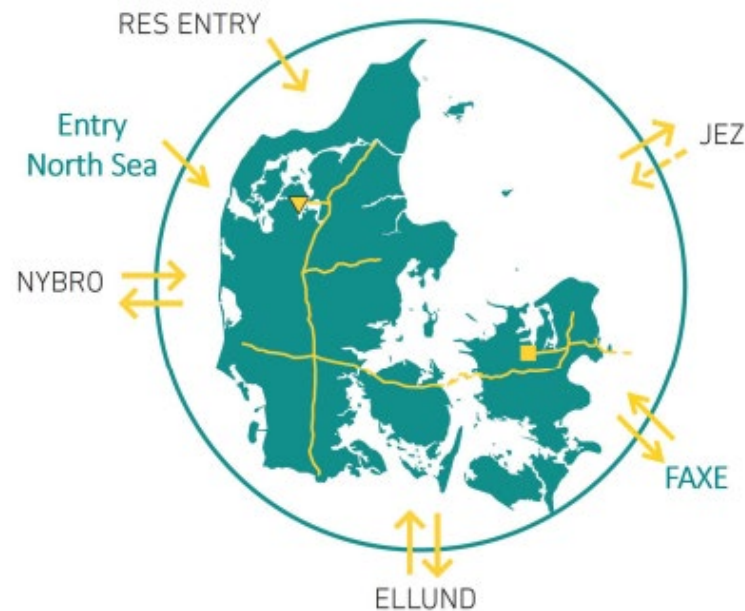 RES ENTRY
Entry
North Sea
JEZ
NYBRO
FAXE
ELLUND